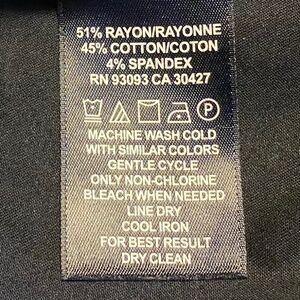 51% RAYON/RAYONNE
45% COTTON/COTON
4% SPANDEX
RN 93093 CA 30427
P
MACHINE WASH COLD
WITH SIMILAR COLORS
GENTLE CYCLE
ONLY NON-CHLORINE
BLEACH WHEN NEEDED
LINE DRY
COOL IRON
FOR BEST RESULT
DRY CLEAN